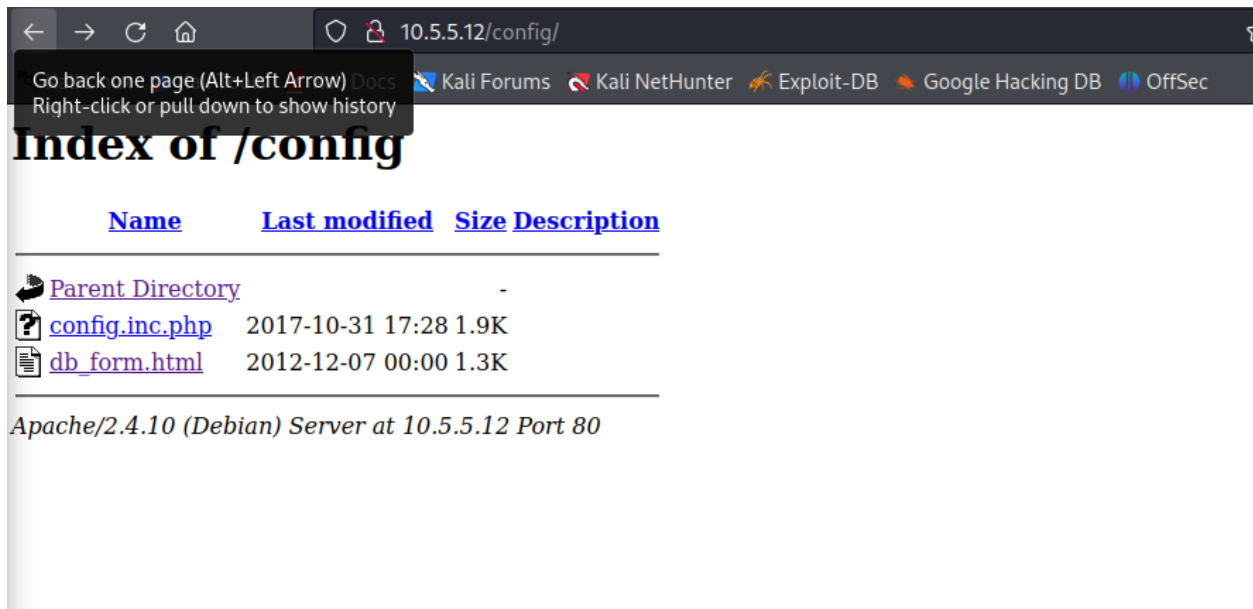 10.5.5.12/config/
Go back one page (Alt+Left Arrow) Docs Kali Forums Kali NetHunter Exploit-DB Google Hacking DB OffSec
Right-click or pull down to show history
Index of /config
Name Last modified Size Description
Parent Directory -
config.inc.php 2017-10-31 17:28 1.9K
db_form.html 2012-12-07 00:00 1.3K
Apache/2.4.10 (Debian) Server at 10.5.5.12 Port 80